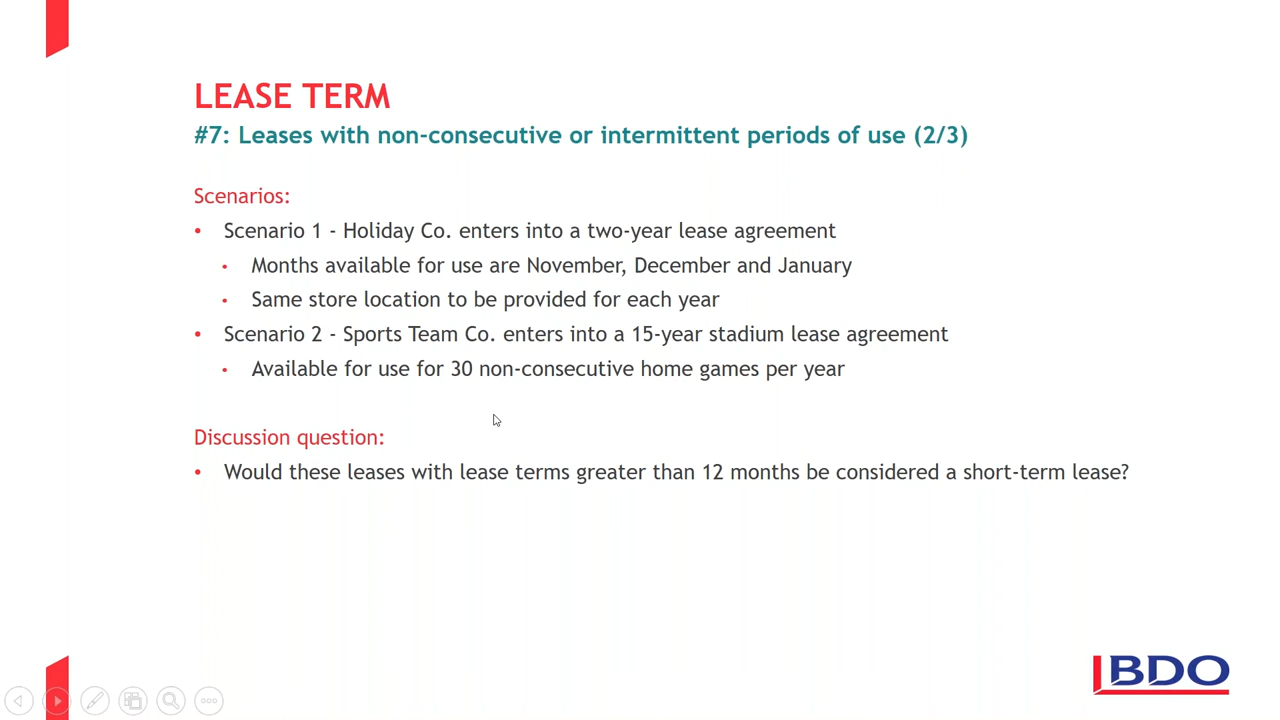 LEASE TERM
#7: Leases with non-consecutive or intermittent periods of use (2/3)
Scenarios:
• Scenario 1 - Holiday Co. enters into a two-year lease agreement
• Months available for use are November, December and January
• Same store location to be provided for each year
• Scenario 2 - Sports Team Co. enters into a 15-year stadium lease agreement
• Available for use for 30 non-consecutive home games per year
Discussion question:
• Would these leases with lease terms greater than 12 months be considered a short-term lease?
BDO